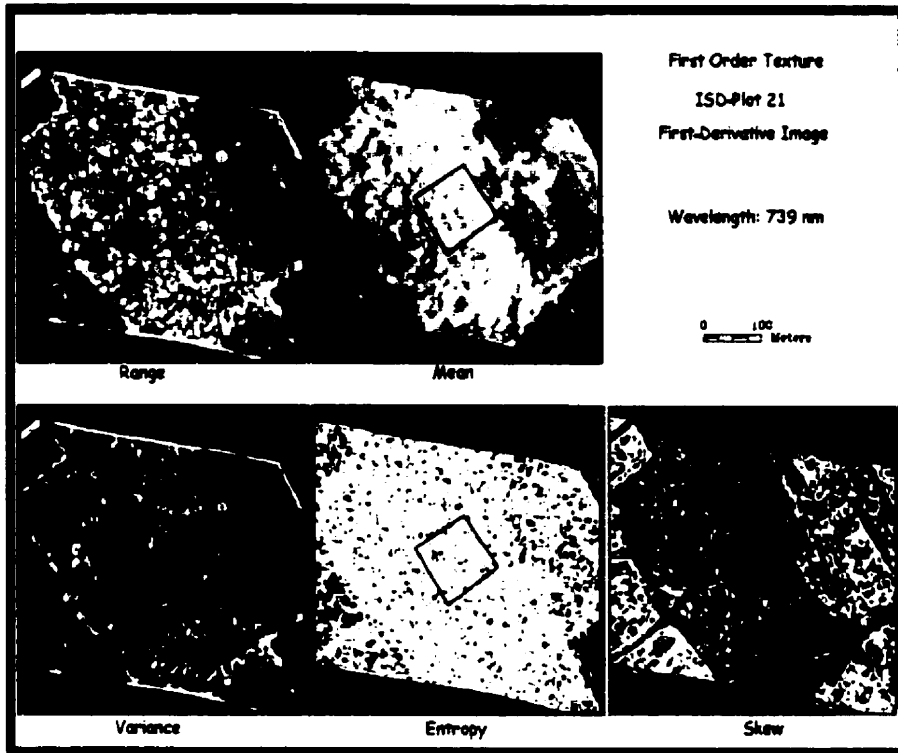 First Order Texture
ISD-Plot 21
First-Derivative Image
Wavelength: 739 nm
0 100
Meters
Range
Mean
Variance
Entropy
Skew